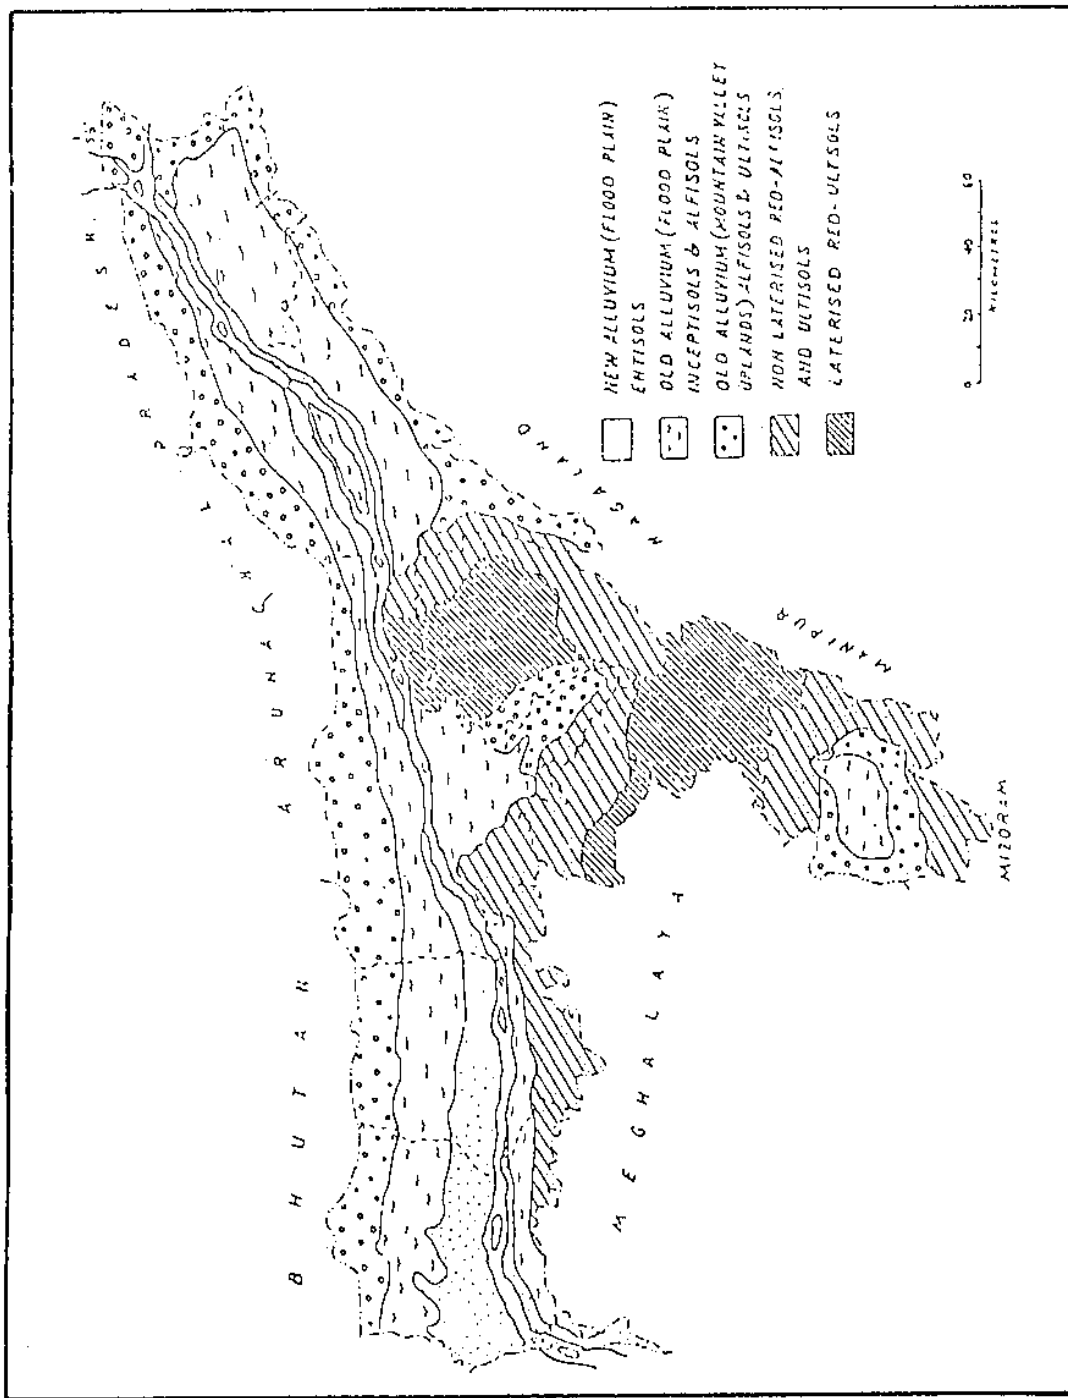 BHUTAN
ARUNACHAL PRADESH
NAGALAND
MANIPUR
MIZORAM
MEGHALAYA
NEW ALLUVIUM (FLOOD PLAIN)
ENTISOLS
OLD ALLUVIUM (FLOOD PLAIN)
INCEPTISOLS & ALFISOLS
OLD ALLUVIUM (MOUNTAIN VALLEY
UPLANDS) ALFISOLS & ULTISOLS
NON LATERISED RED-ALFISOLS
AND ULTISOLS
LATERISED RED-ULTSOLS
0 20 40 60
KILOMETRES